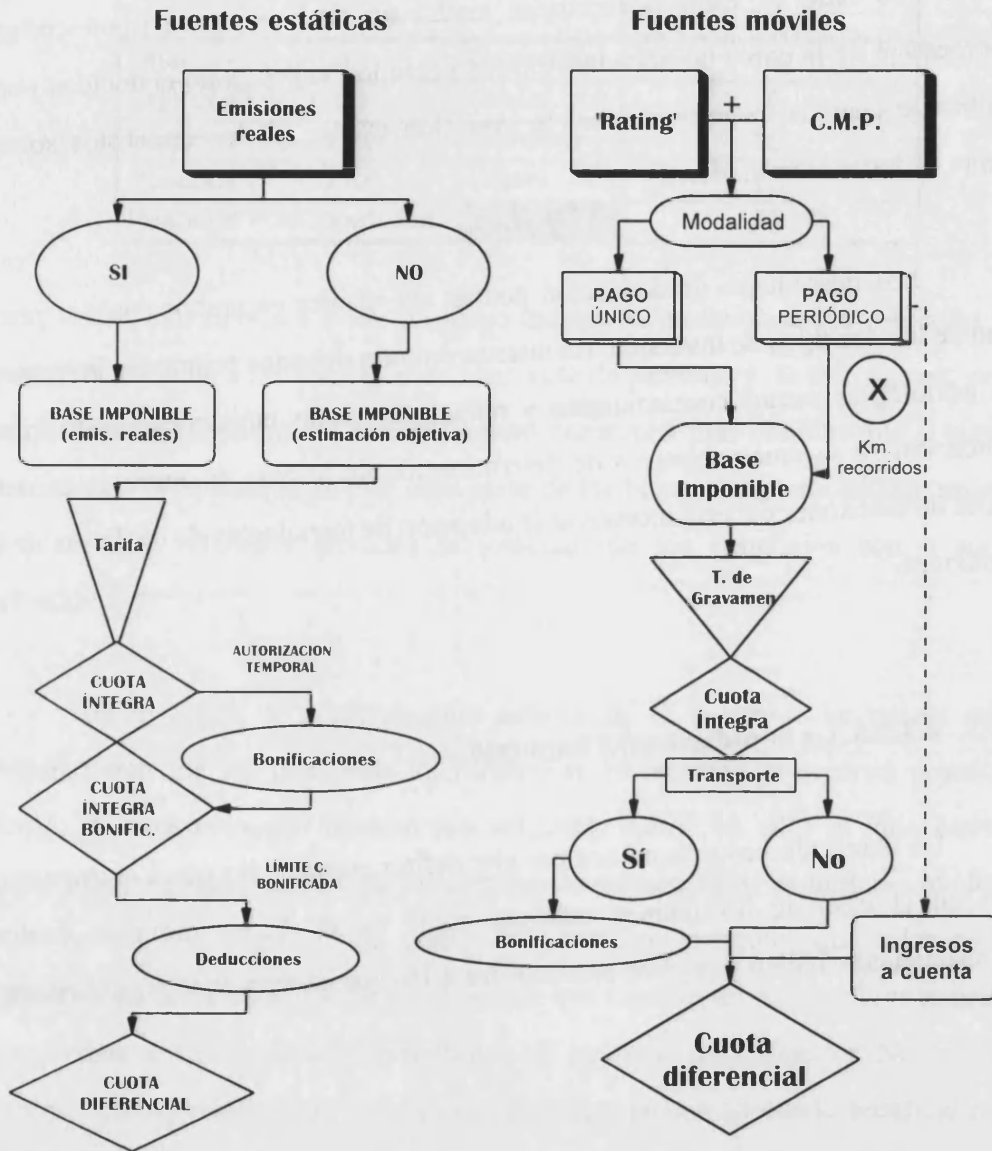 Fuentes estáticas
Emisiones
reales
SI
NO
BASE IMPONIBLE
(emis. reales)
BASE IMPONIBLE
(estimación objetiva)
Tarifa
CUOTA
ÍNTEGRA
AUTORIZACION
TEMPORAL
Bonificaciones
CUOTA
ÍNTEGRA
BONIFIC.
LÍMITE C.
BONIFICADA
Deducciones
CUOTA
DIFERENCIAL
Fuentes móviles
"Rating"
+
C.M.P.
Modalidad
PAGO
ÚNICO
PAGO
PERIÓDICO
X
Km
recorridos
Base
Imponible
T. de
Gravamen
Cuota
Íntegra
Transporte
Sí
No
Bonificaciones
Ingresos
a cuenta
Cuota
diferencial